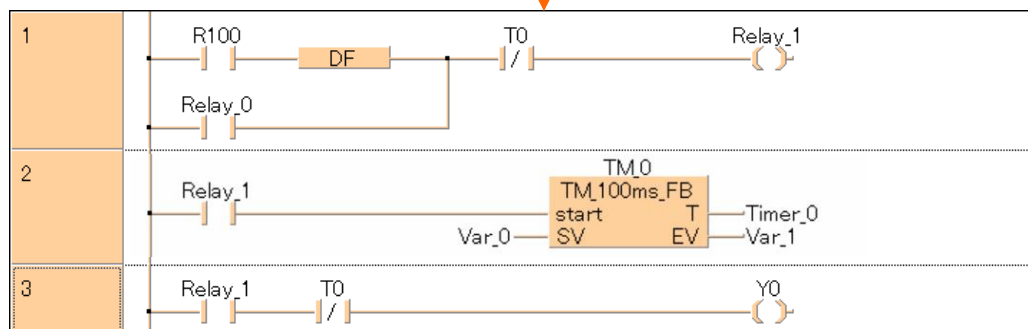 1
R100
T0
Relay_1
DF
Relay_0
2
TM_0
Relay_1
TM_100ms_FB
start T Timer_0
Var_0 SV EV Var_1
3
Relay_1
T0
Y0